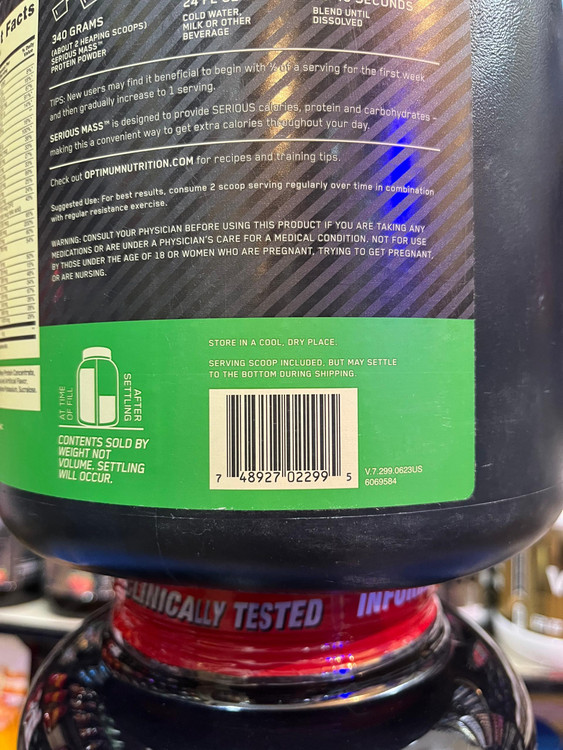 t Facts
340 GRAMS
(ABOUT 2 HEAPING SCOOPS)
SERIOUS MASS™
PROTEIN POWDER
24 FL
COLD WATER,
MILK OR OTHER
BEVERAGE
SECONDS
BLEND UNTIL
DISSOLVED
TIPS: New users may find it beneficial to begin with ½ of a serving for the first week
and then gradually increase to 1 serving.
SERIOUS MASS™ is designed to provide SERIOUS calories, protein and carbohydrates –
making this a convenient way to get extra calories throughout your day.
Check out OPTIMUMNUTRITION.COM for recipes and training tips.
Suggested Use: For best results, consume 2 scoop serving regularly over time in combination
with regular resistance exercise.
WARNING: CONSULT YOUR PHYSICIAN BEFORE USING THIS PRODUCT IF YOU ARE TAKING ANY
MEDICATIONS OR ARE UNDER A PHYSICIAN'S CARE FOR A MEDICAL CONDITION. NOT FOR USE
BY THOSE UNDER THE AGE OF 18 OR WOMEN WHO ARE PREGNANT, TRYING TO GET PREGNANT,
OR ARE NURSING.
STORE IN A COOL, DRY PLACE.
SERVING SCOOP INCLUDED, BUT MAY SETTLE
TO THE BOTTOM DURING SHIPPING.
AT TIME
OF FILL
AFTER
SETTLING
CONTENTS SOLD BY
WEIGHT NOT
VOLUME. SETTLING
WILL OCCUR.
7 48927 02299 5
V.7.299.0623US
6069584
CLINICALLY TESTED
INFOR